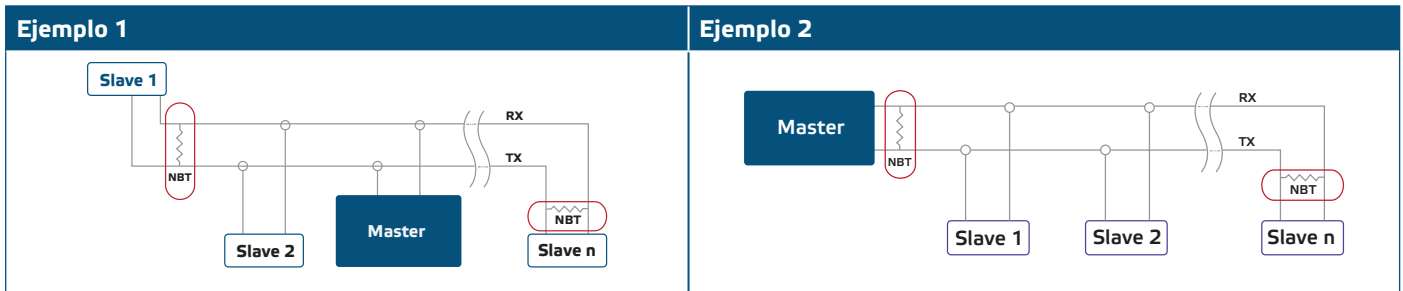 Ejemplo 1
Slave 1
RX
TX
NBT
NBT
Master
Slave 2
Slave n
Ejemplo 2
RX
Master
TX
NBT
NBT
Slave 1
Slave 2
Slave n